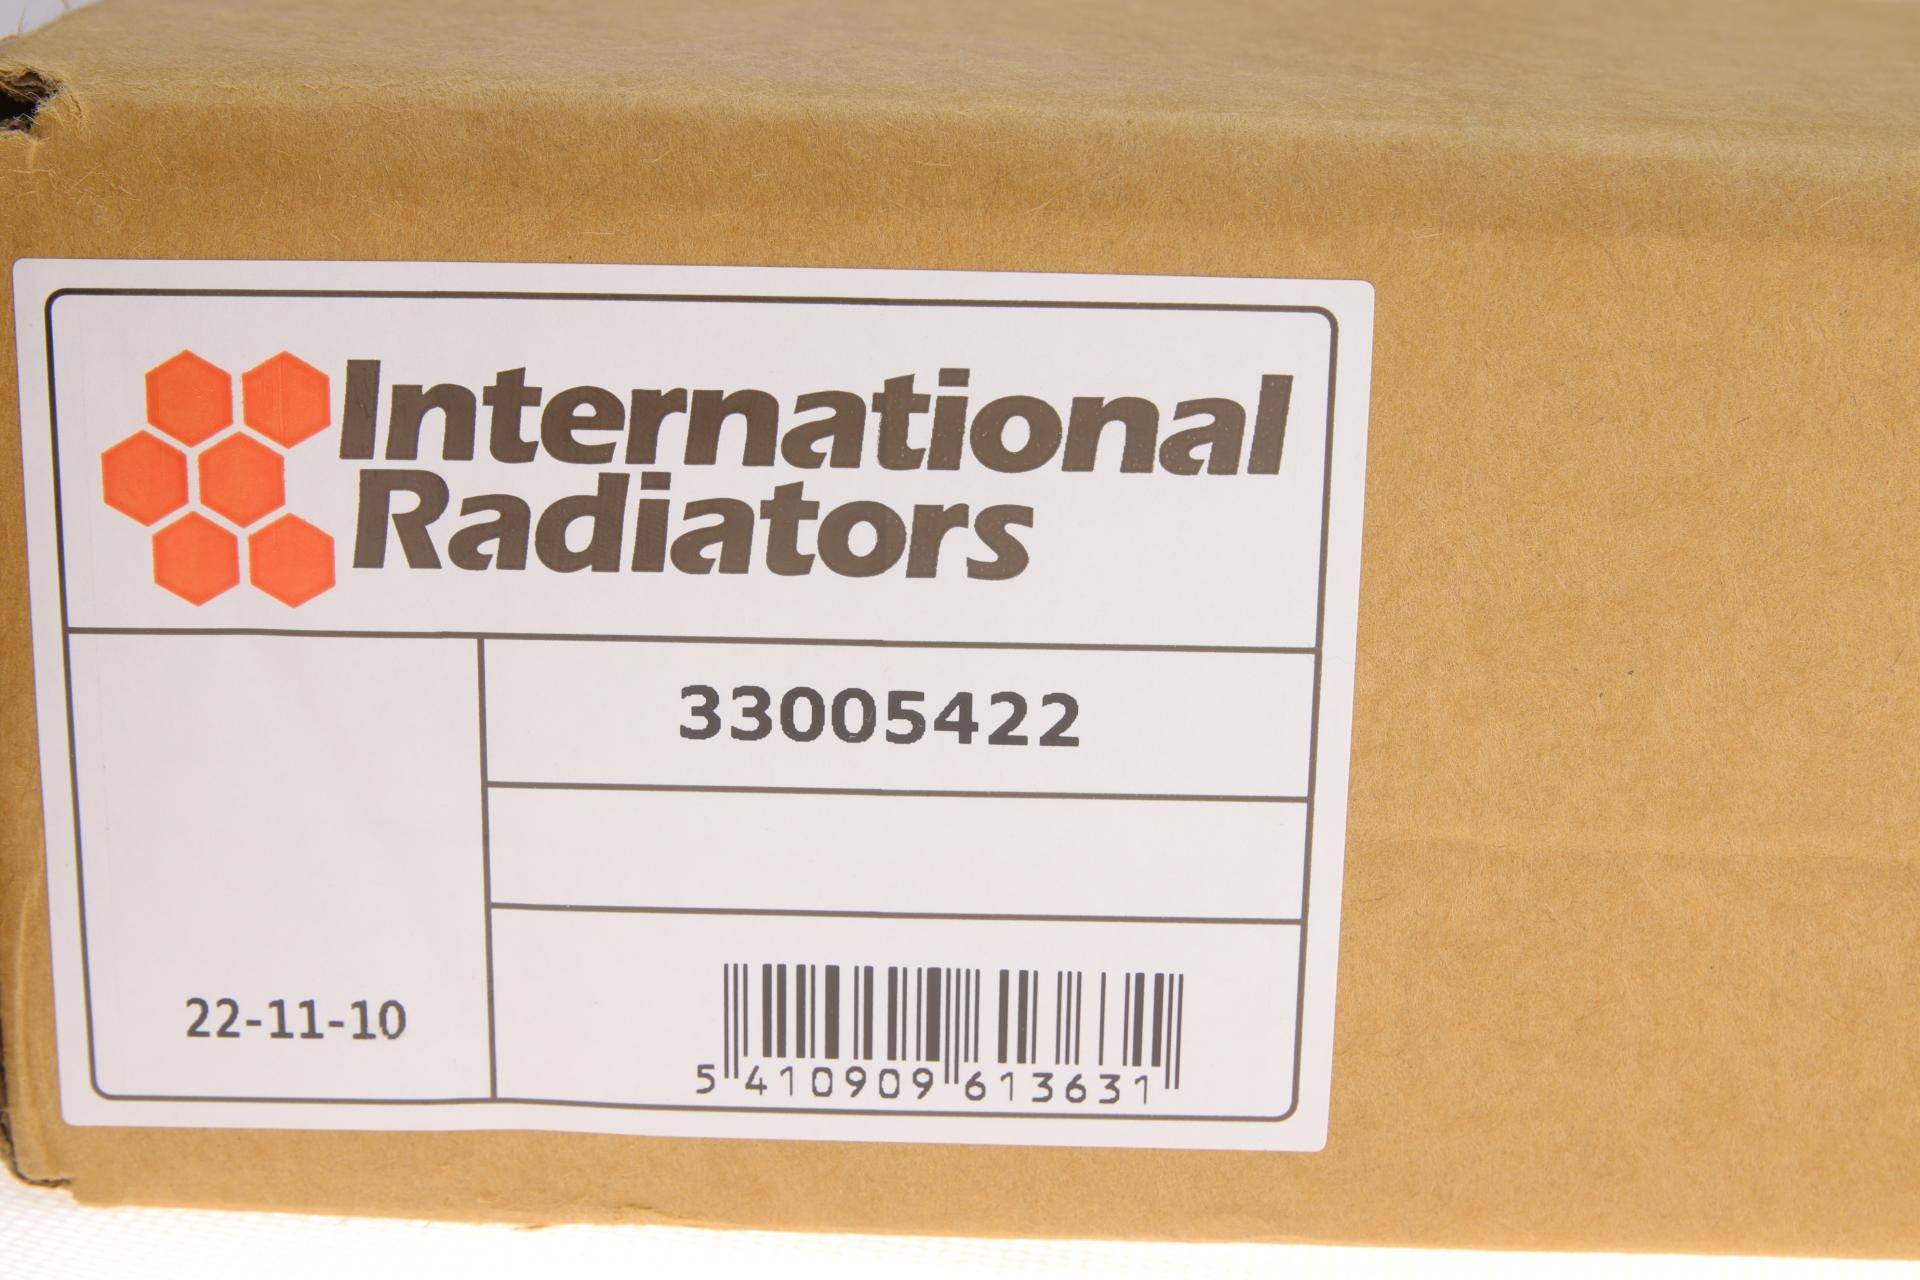 International
Radiators
33005422
22-11-10
5 410909 613631